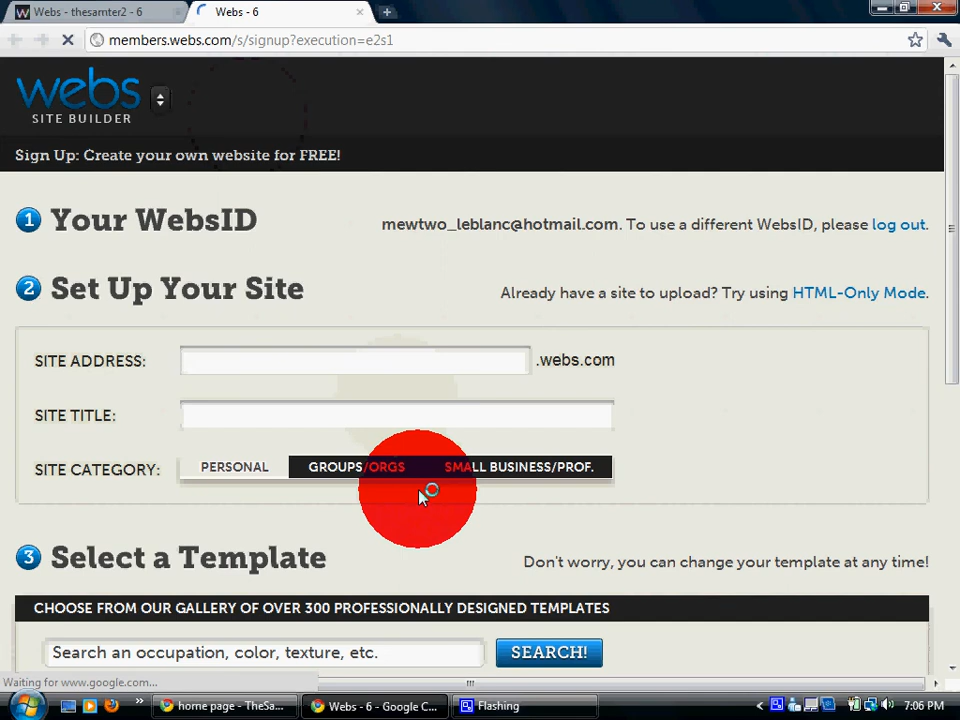 Webs - thesamter2 - 6
Webs - 6
members.webs.com/s/signup?execution=e2s1
webs
SITE BUILDER
Sign Up: Create your own website for FREE!
1 Your WebsID
mewtwo_leblanc@hotmail.com. To use a different WebsID, please log out.
2 Set Up Your Site
Already have a site to upload? Try using HTML-Only Mode.
SITE ADDRESS:
.webs.com
SITE TITLE:
SITE CATEGORY:
PERSONAL
GROUPS/ORGS
SMALL BUSINESS/PROF.
3 Select a Template
Don't worry, you can change your template at any time!
CHOOSE FROM OUR GALLERY OF OVER 300 PROFESSIONALLY DESIGNED TEMPLATES
Search an occupation, color, texture, etc.
SEARCH!
Waiting for www.google.com...
home page - TheSa...
Webs - 6 - Google C...
Flashing
7:06 PM